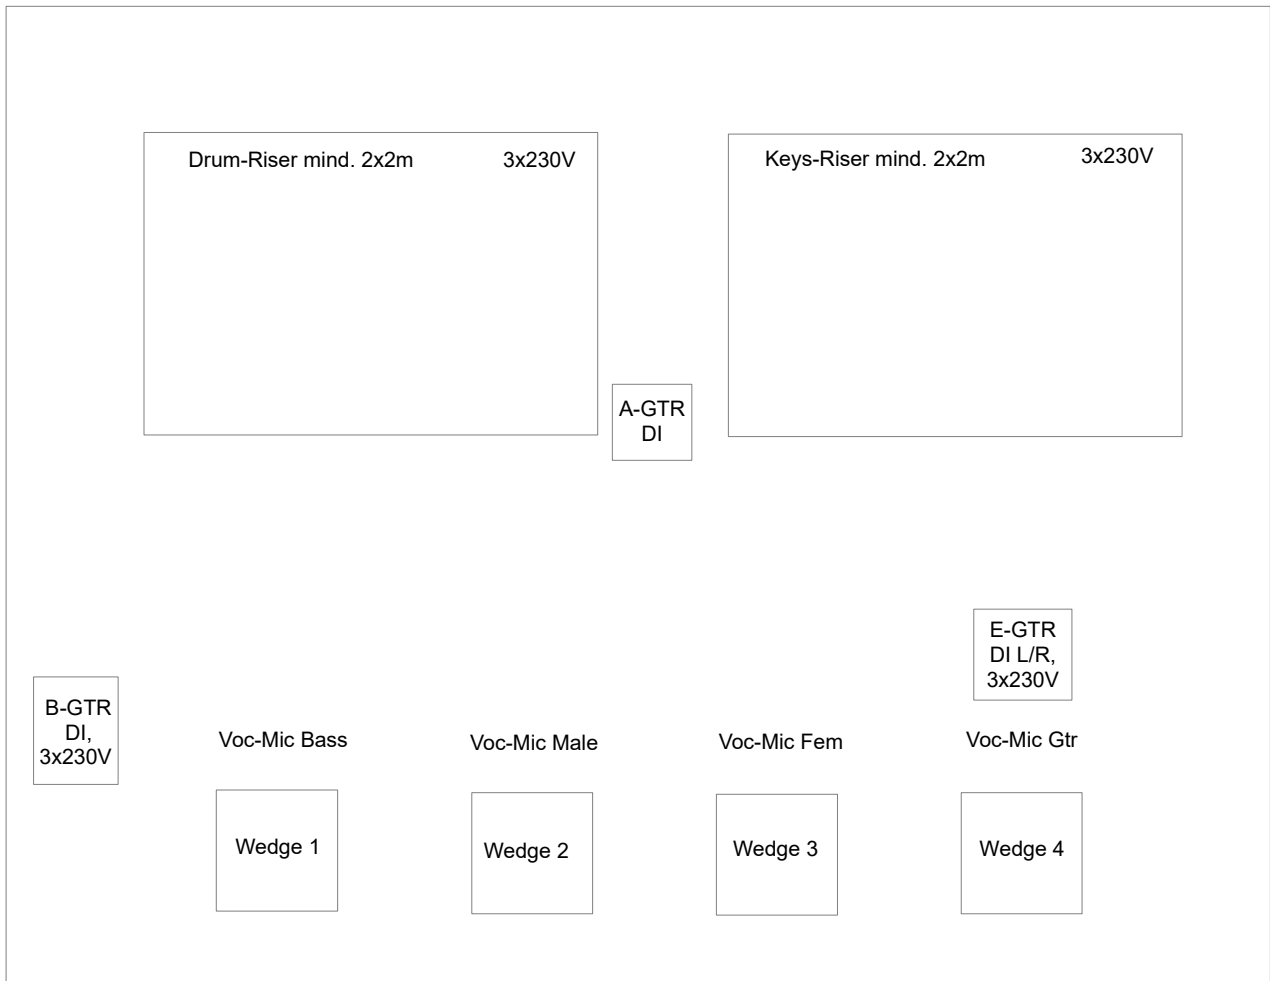 Drum-Riser mind. 2x2m 3x230V
Keys-Riser mind. 2x2m 3x230V
A-GTR
DI
E-GTR
DI L/R,
3x230V
B-GTR
DI,
3x230V
Voc-Mic Bass
Voc-Mic Male
Voc-Mic Fem
Voc-Mic Gtr
Wedge 1
Wedge 2
Wedge 3
Wedge 4